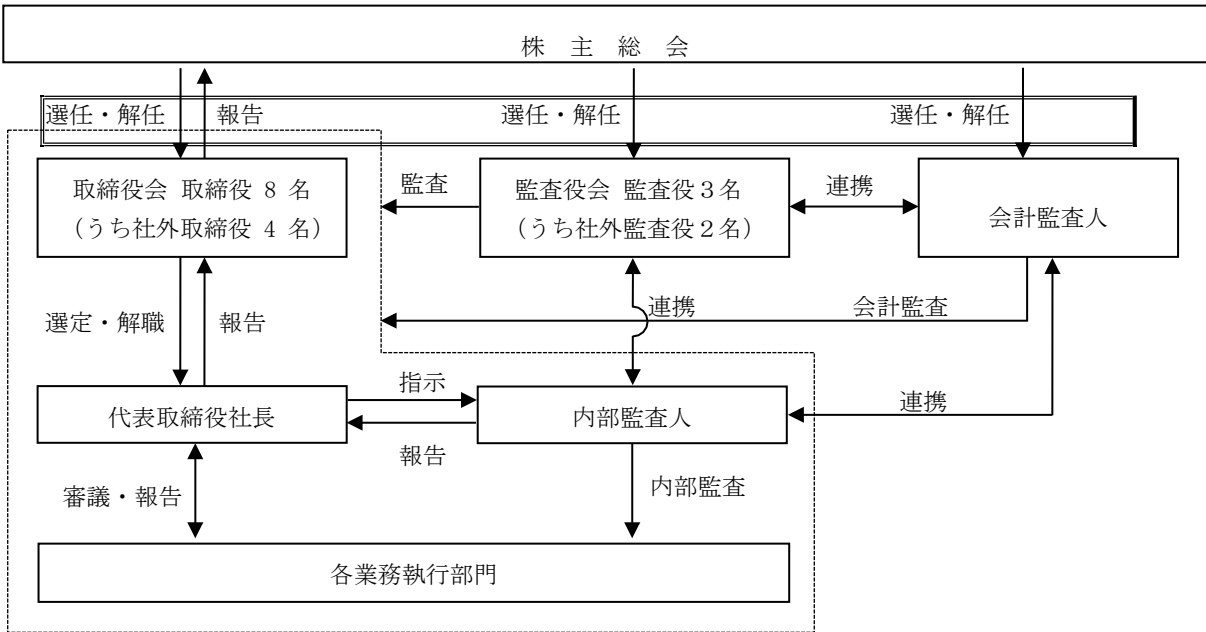 株 主 総 会
選任・解任
報告
選任・解任
選任・解任
取締役会 取締役 8 名
（うち社外取締役 4 名）
監査
監査役会 監査役３名
（うち社外監査役２名）
連携
会計監査人
選定・解職
報告
連携
会計監査
代表取締役社長
指示
報告
内部監査人
連携
審議・報告
内部監査
各業務執行部門